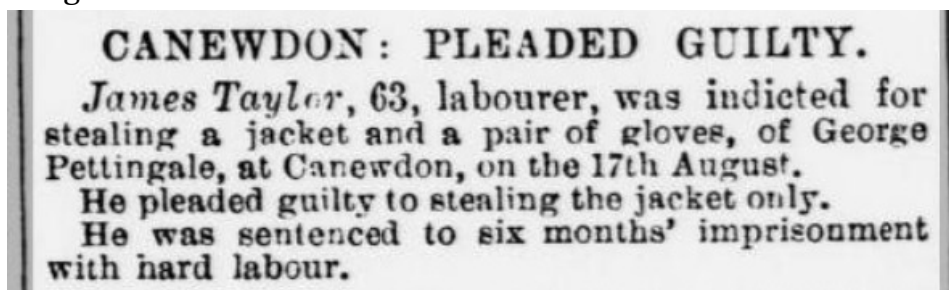 CANEWDON: PLEADED GUILTY.
James Taylor, 63, labourer, was indicted for
stealing a jacket and a pair of gloves, of George
Pettingale, at Canewdon, on the 17th August.
He pleaded guilty to stealing the jacket only.
He was sentenced to six months' imprisonment
with hard labour.